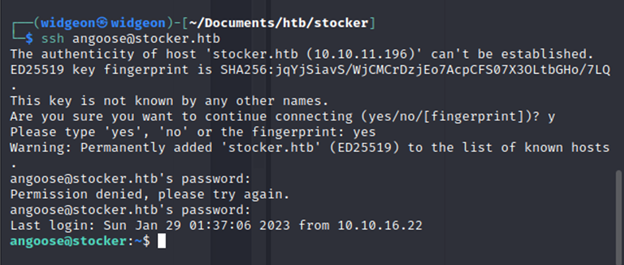 ┌──(widgeon㉿widgeon)-[~/Documents/htb/stocker]
└─$ ssh angoose@stocker.htb
The authenticity of host 'stocker.htb (10.10.11.196)' can't be established.
ED25519 key fingerprint is SHA256:jqYjSiavS/WjCMCrDzjEo7AcpCFS07X3OLtbGHo/7LQ
.
This key is not known by any other names.
Are you sure you want to continue connecting (yes/no/[fingerprint])? y
Please type 'yes', 'no' or the fingerprint: yes
Warning: Permanently added 'stocker.htb' (ED25519) to the list of known hosts
.
angoose@stocker.htb's password:
Permission denied, please try again.
angoose@stocker.htb's password:
Last login: Sun Jan 29 01:37:06 2023 from 10.10.16.22
angoose@stocker:~$